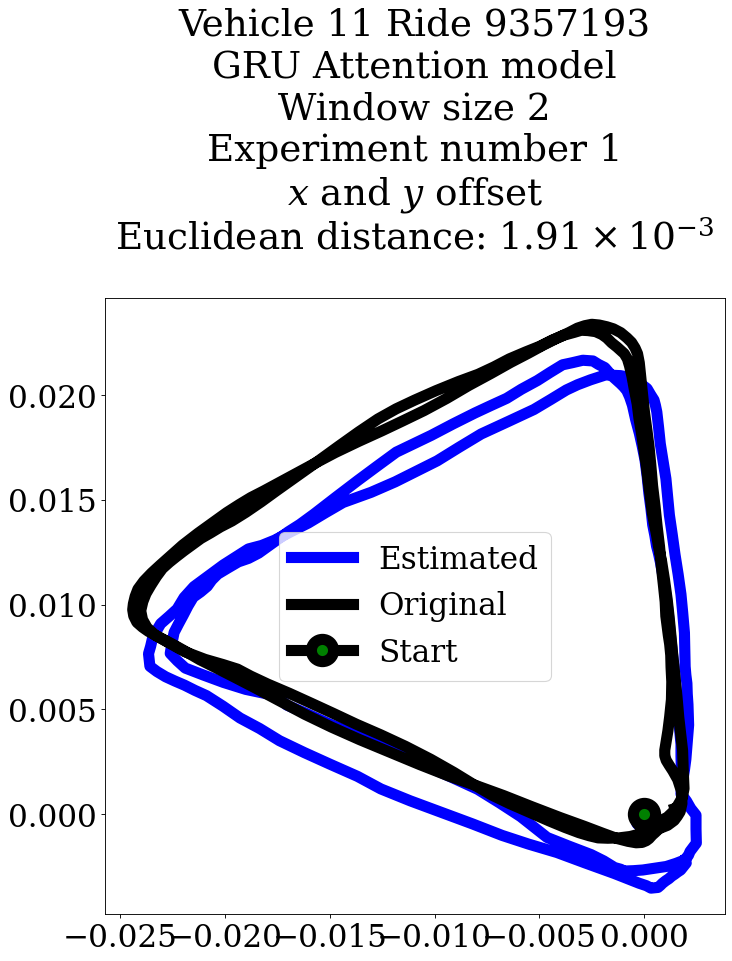 Vehicle 11 Ride 9357193
GRU Attention model
Window size 2
Experiment number 1
x and y offset
Euclidean distance: 1.91 × 10⁻³
0.020
0.015
0.010
0.005
0.000
Estimated
Original
Start
−0.025 −0.020 −0.015 −0.010 −0.005 0.000